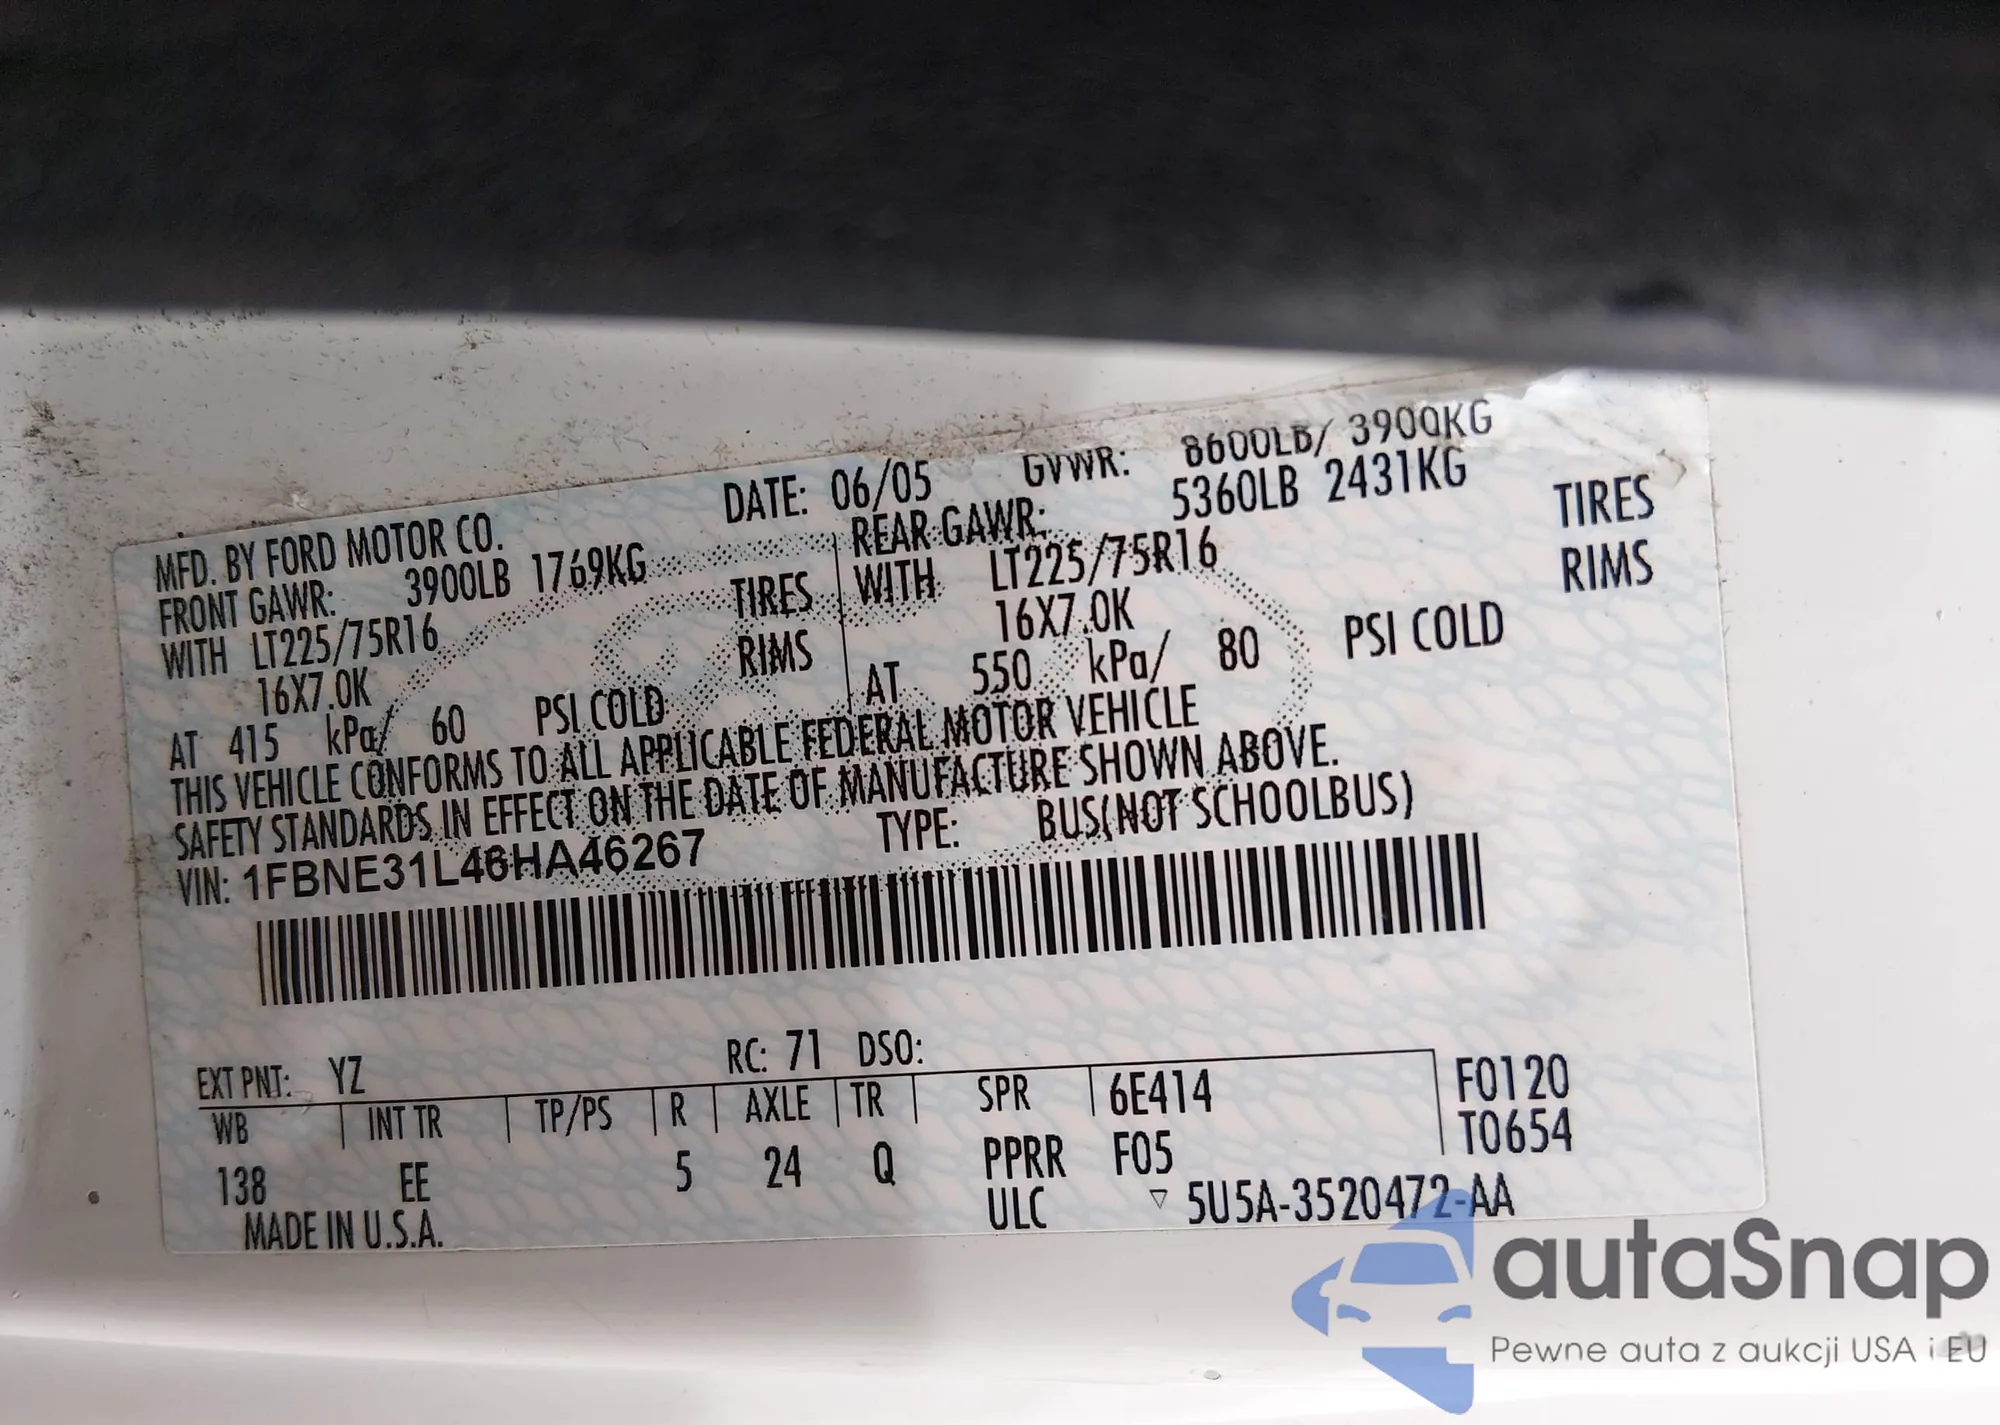 MFD. BY FORD MOTOR CO.
DATE: 06/05 GVWR: 8600LB/ 3900KG
FRONT GAWR: 3900LB 1769KG
REAR GAWR: 5360LB 2431KG
WITH LT225/75R16 TIRES
WITH LT225/75R16 TIRES
16X7.0K RIMS
16X7.0K RIMS
AT 415 kPa/ 60 PSI COLD
AT 550 kPa/ 80 PSI COLD
THIS VEHICLE CONFORMS TO ALL APPLICABLE FEDERAL MOTOR VEHICLE
SAFETY STANDARDS IN EFFECT ON THE DATE OF MANUFACTURE SHOWN ABOVE.
VIN: 1FBNE31L46HA46267
TYPE: BUS(NOT SCHOOLBUS)
EXT PNT: YZ RC: 71 DSO:
WB INT TR TP/PS R AXLE TR SPR 6E414 F0120
138 EE 5 24 Q PPRR F05 T0654
MADE IN U.S.A. ULC ▽ 5U5A-3520472-AA
autaSnap
Pewne auta z aukcji USA i EU